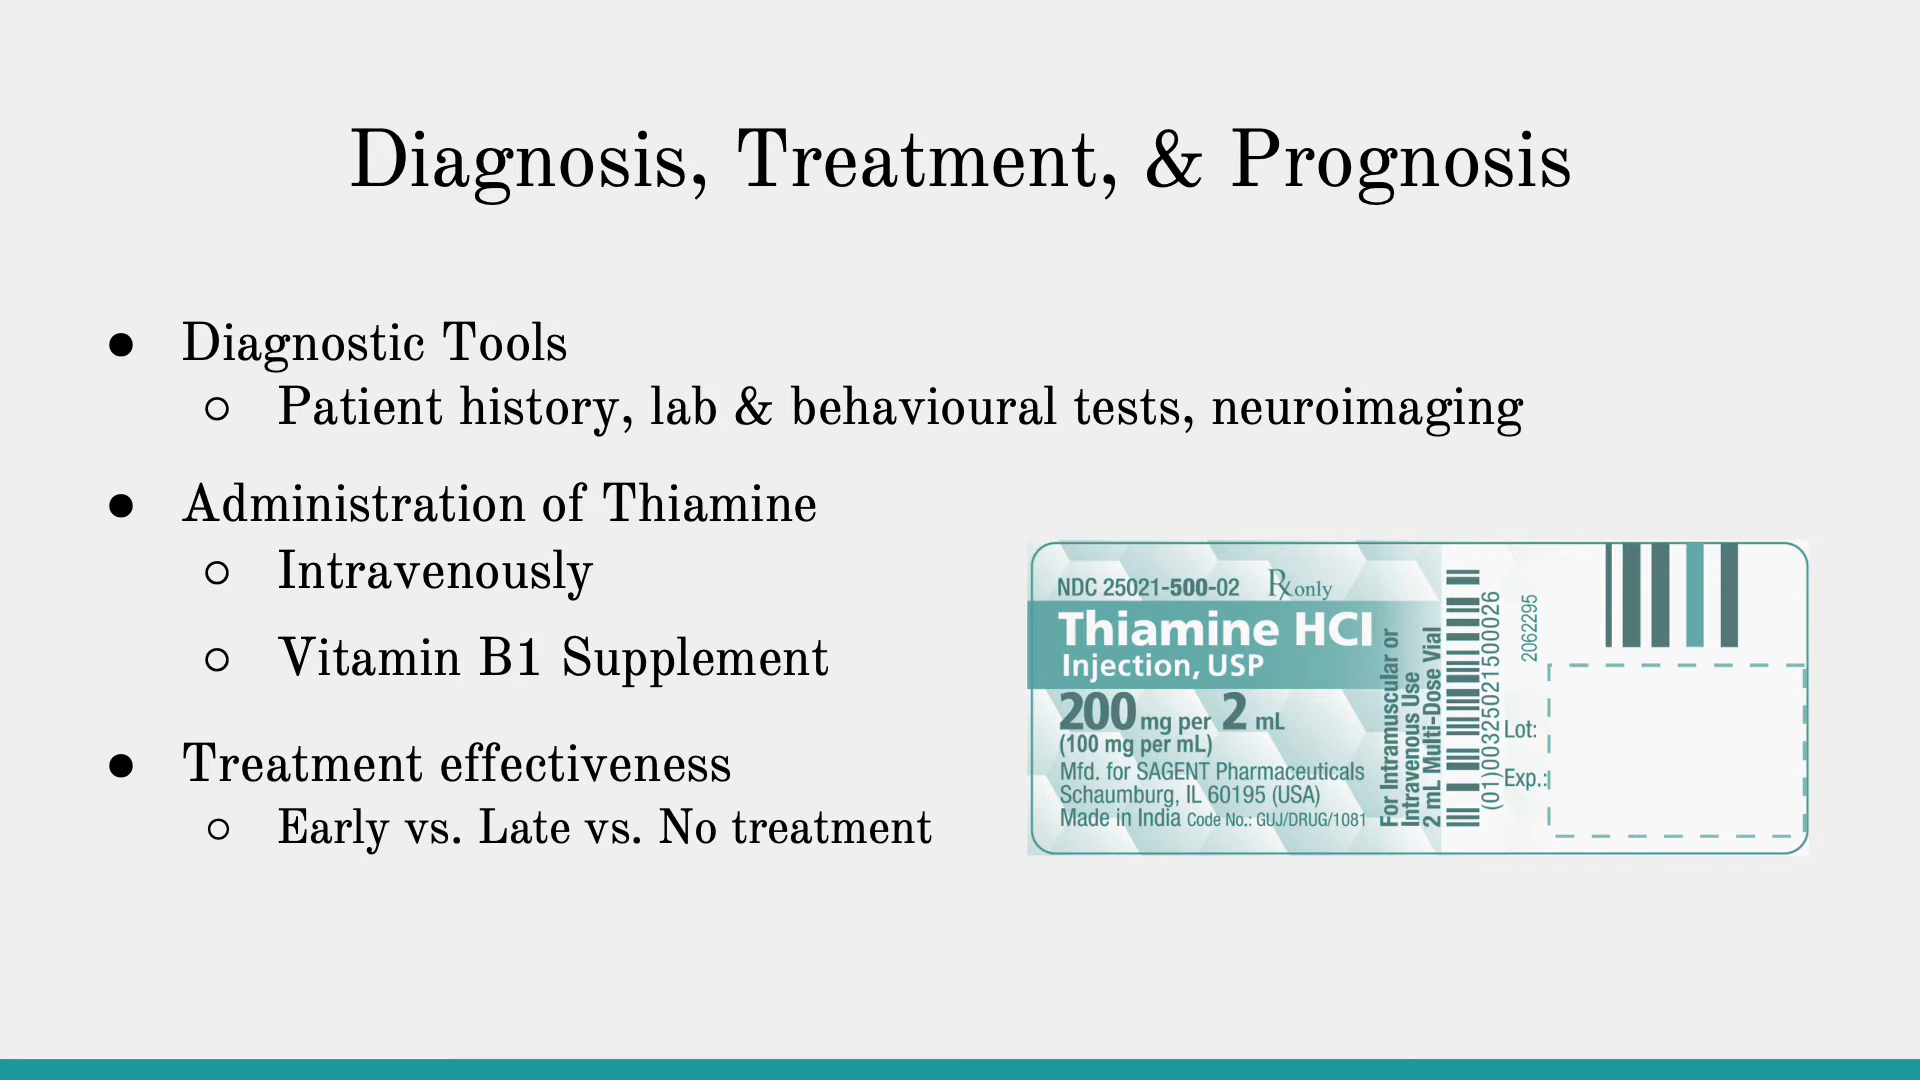 Diagnosis, Treatment, & Prognosis
● Diagnostic Tools
○ Patient history, lab & behavioural tests, neuroimaging
● Administration of Thiamine
○ Intravenously
○ Vitamin B1 Supplement
● Treatment effectiveness
○ Early vs. Late vs. No treatment
NDC 25021-500-02 Rx only
Thiamine HCl
Injection, USP
200 mg per 2 mL
(100 mg per mL)
Mfd. for SAGENT Pharmaceuticals
Schaumburg, IL 60195 (USA)
Made in India Code No.: GUJ/DRUG/1081
For Intramuscular or
Intravenous Use
2 mL Multi-Dose Vial
(01)00325021500026
2062295
Lot:
Exp.: